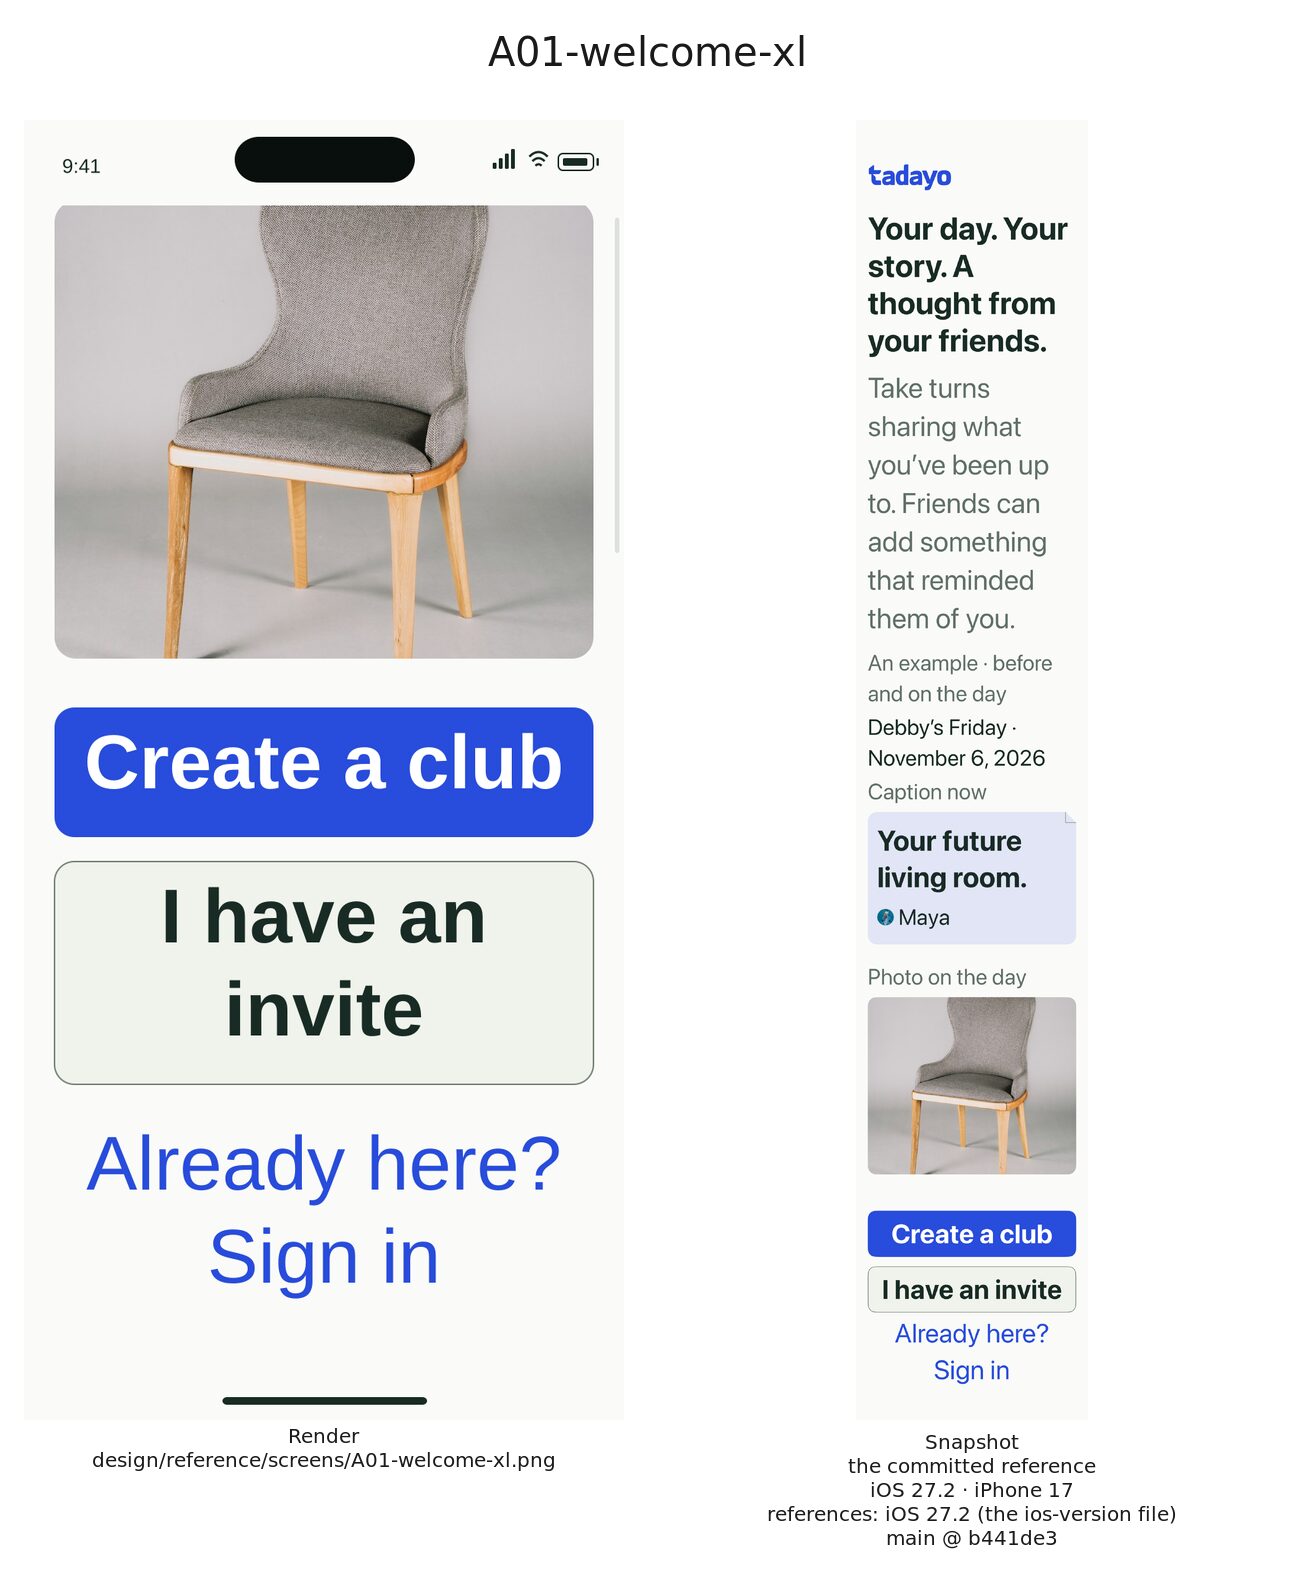 A01-welcome-xl
9:41
Create a club
I have an
invite
Already here?
Sign in
Render
design/reference/screens/A01-welcome-xl.png
tadayo
Your day. Your
story. A
thought from
your friends.
Take turns
sharing what
you’ve been up
to. Friends can
add something
that reminded
them of you.
An example · before
and on the day
Debby’s Friday ·
November 6, 2026
Caption now
Your future
living room.
Maya
Photo on the day
Create a club
I have an invite
Already here?
Sign in
Snapshot
the committed reference
iOS 27.2 · iPhone 17
references: iOS 27.2 (the ios-version file)
main @ b441de3